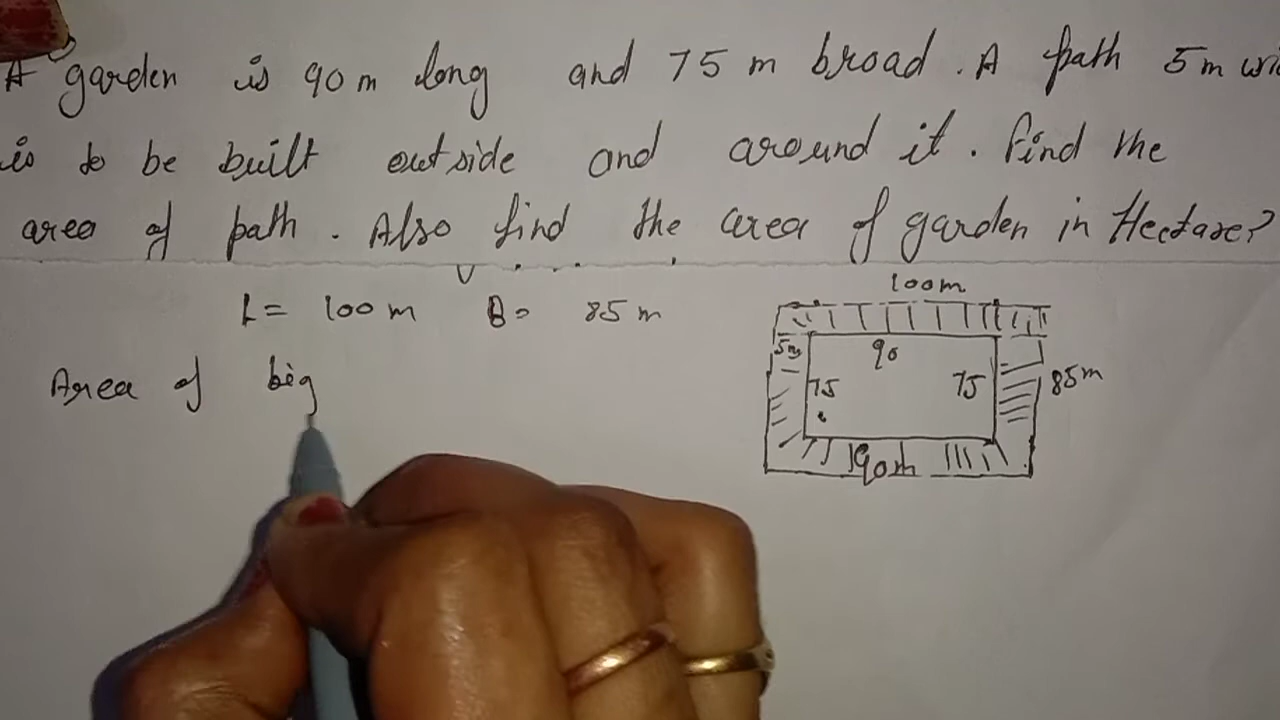 A garden is 90 m long and 75 m broad. A path 5 m
is to be built outside and around it. Find the
area of path. Also find the area of garden in Hectare?
L = 100 m B = 85 m
100m
5m
90
75
75
85m
Area of big
90m